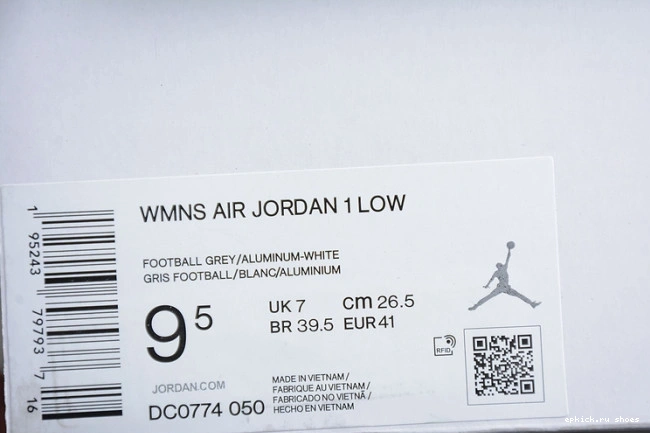 WMNS AIR JORDAN 1 LOW
FOOTBALL GREY/ALUMINUM-WHITE
GRIS FOOTBALL/BLANC/ALUMINIUM
9 5
UK 7 cm 26.5
BR 39.5 EUR 41
RFID
JORDAN.COM
DC0774 050
MADE IN VIETNAM /
FABRIQUE AU VIETNAM /
FABRICADO NO VIETNÃ /
HECHO EN VIETNAM
1 95243 79793 7 16
epkick.ru shoes